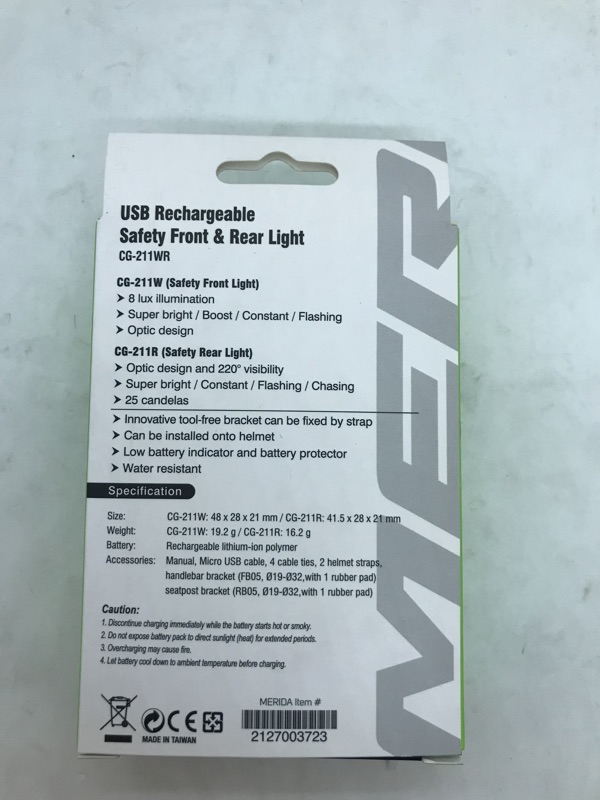 USB Rechargeable
Safety Front & Rear Light
CG-211WR
CG-211W (Safety Front Light)
➤ 8 lux illumination
➤ Super bright / Boost / Constant / Flashing
➤ Optic design
CG-211R (Safety Rear Light)
➤ Optic design and 220° visibility
➤ Super bright / Constant / Flashing / Chasing
➤ 25 candelas
➤ Innovative tool-free bracket can be fixed by strap
➤ Can be installed onto helmet
➤ Low battery indicator and battery protector
➤ Water resistant
Specification
Size: CG-211W: 48 x 28 x 21 mm / CG-211R: 41.5 x 28 x 21 mm
Weight: CG-211W: 19.2 g / CG-211R: 16.2 g
Battery: Rechargeable lithium-ion polymer
Accessories: Manual, Micro USB cable, 4 cable ties, 2 helmet straps,
handlebar bracket (FB05, Ø19-Ø32,with 1 rubber pad)
seatpost bracket (RB05, Ø19-Ø32,with 1 rubber pad)
Caution:
1. Discontinue charging immediately while the battery starts hot or smoky.
2. Do not expose battery pack to direct sunlight (heat) for extended periods.
3. Overcharging may cause fire.
4. Let battery cool down to ambient temperature before charging.
CE
MADE IN TAIWAN
MERIDA Item #
2127003723
MER